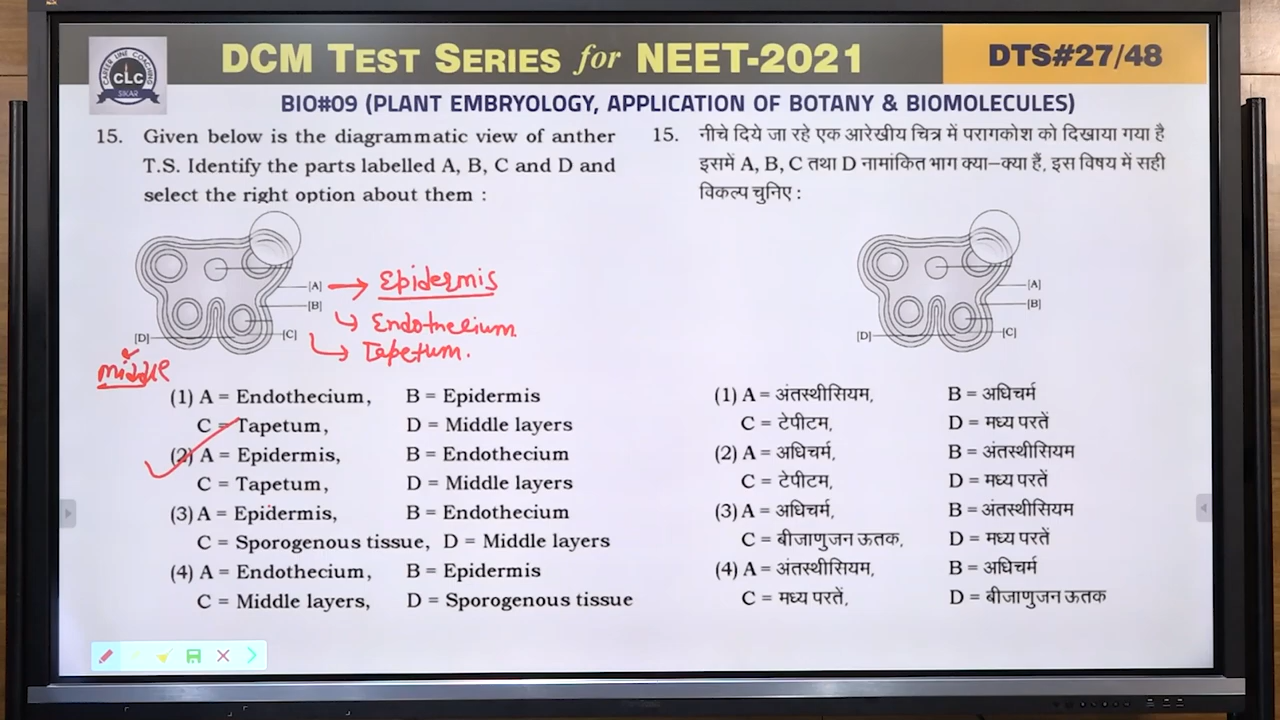 DCM TEST SERIES for NEET-2021
DTS#27/48
CAREER LINE COACHING
CLC
SIKAR
BIO#09 (PLANT EMBRYOLOGY, APPLICATION OF BOTANY & BIOMOLECULES)
15. Given below is the diagrammatic view of anther
T.S. Identify the parts labelled A, B, C and D and
select the right option about them :
[A] → Epidermis
[B]
↳ Endothecium
[C]
↳ Tapetum.
[D]
middle
(1) A = Endothecium, B = Epidermis
C = Tapetum, D = Middle layers
(2) A = Epidermis, B = Endothecium
C = Tapetum, D = Middle layers
(3) A = Epidermis, B = Endothecium
C = Sporogenous tissue, D = Middle layers
(4) A = Endothecium, B = Epidermis
C = Middle layers, D = Sporogenous tissue
15. नीचे दिये जा रहे एक आरेखीय चित्र में परागकोश को दिखाया गया है
इसमें A, B, C तथा D नामांकित भाग क्या–क्या हैं, इस विषय में सही
विकल्प चुनिए :
[A]
[B]
[C]
[D]
(1) A = अंतस्थीसियम, B = अधिचर्म
C = टेपीटम, D = मध्य परतें
(2) A = अधिचर्म, B = अंतस्थीसियम
C = टेपीटम, D = मध्य परतें
(3) A = अधिचर्म, B = अंतस्थीसियम
C = बीजाणुजन ऊतक, D = मध्य परतें
(4) A = अंतस्थीसियम, B = अधिचर्म
C = मध्य परतें, D = बीजाणुजन ऊतक